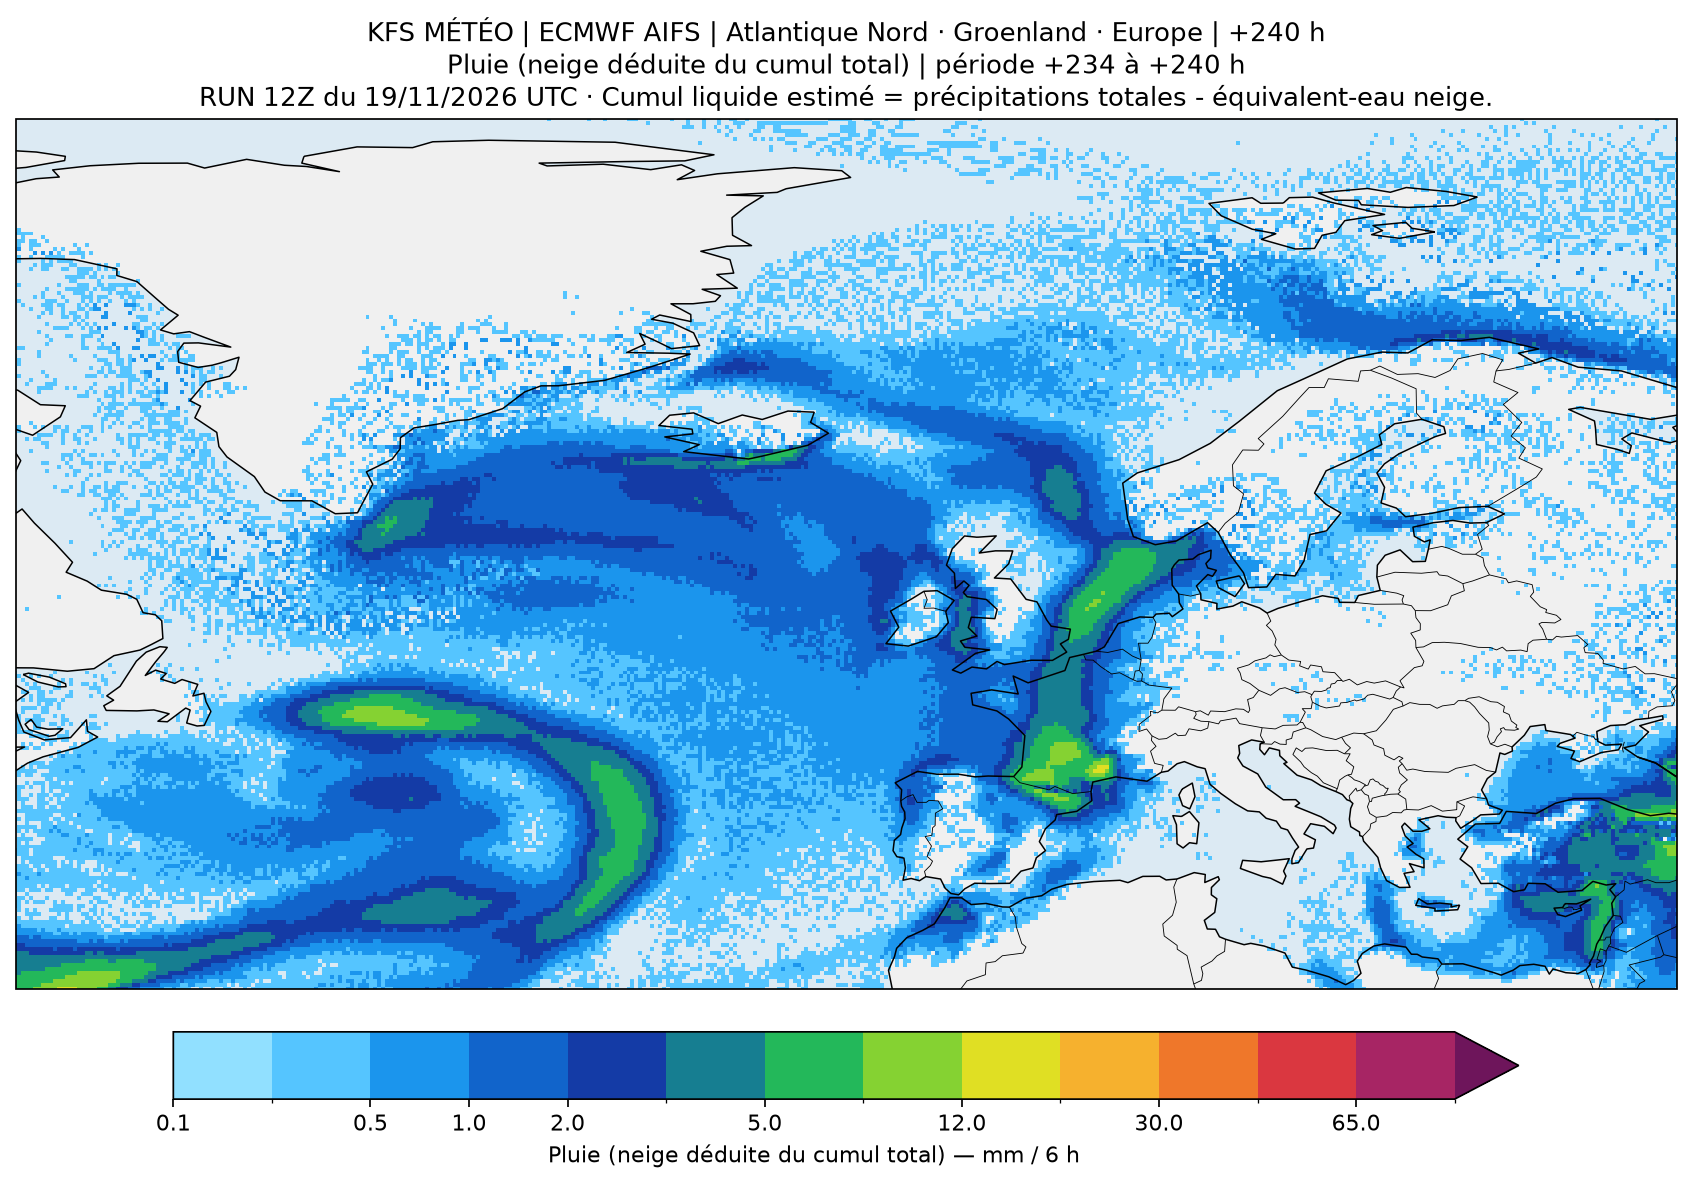 KFS MÉTÉO | ECMWF AIFS | Atlantique Nord · Groenland · Europe | +240 h
Pluie (neige déduite du cumul total) | période +234 à +240 h
RUN 12Z du 19/11/2026 UTC · Cumul liquide estimé = précipitations totales - équivalent-eau neige.
0.1 0.5 1.0 2.0 5.0 12.0 30.0 65.0
Pluie (neige déduite du cumul total) — mm / 6 h